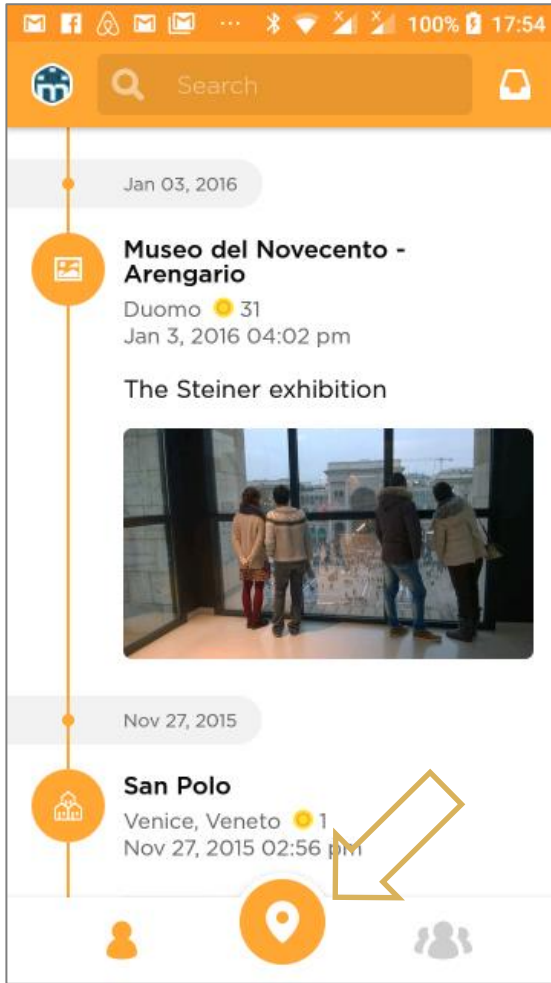 100% 17:54
Search
Jan 03, 2016
Museo del Novecento -
Arengario
Duomo 31
Jan 3, 2016 04:02 pm
The Steiner exhibition
Nov 27, 2015
San Polo
Venice, Veneto 1
Nov 27, 2015 02:56 pm